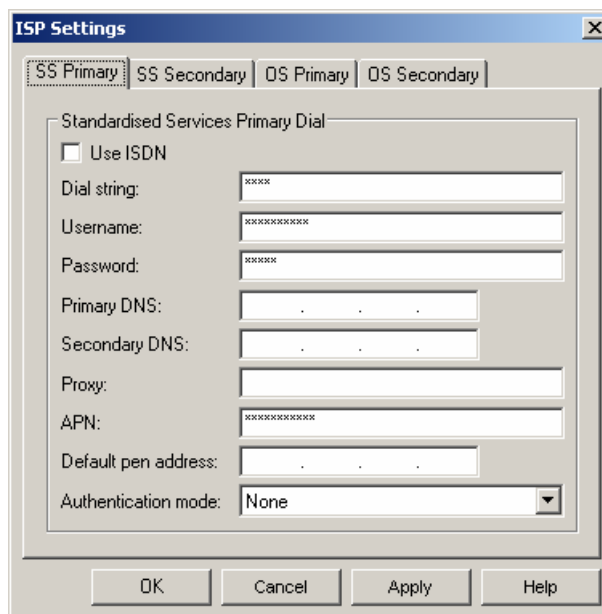 ISP Settings
SS Primary SS Secondary OS Primary OS Secondary
Standardised Services Primary Dial
Use ISDN
Dial string: ****
Username: **********
Password: *****
Primary DNS: . . .
Secondary DNS: . . .
Proxy:
APN: ***********
Default pen address: . . .
Authentication mode: None
OK Cancel Apply Help